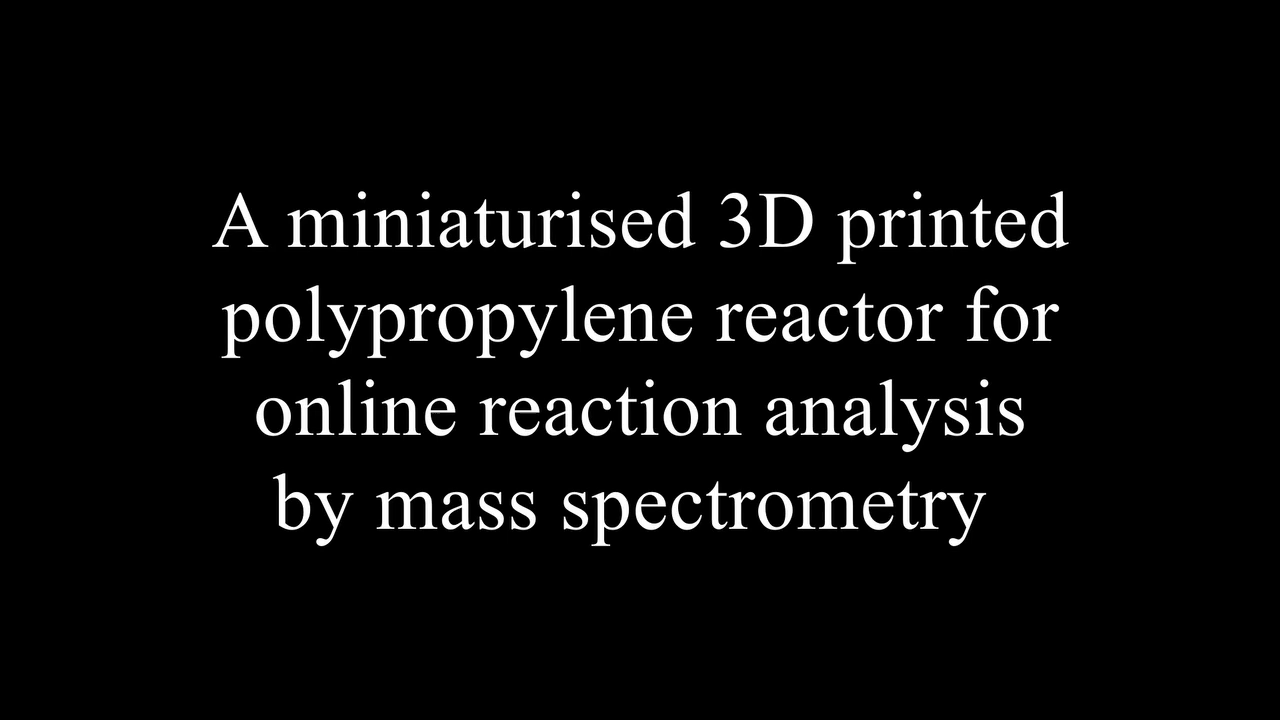 A miniaturised 3D printed
polypropylene reactor for
online reaction analysis
by mass spectrometry